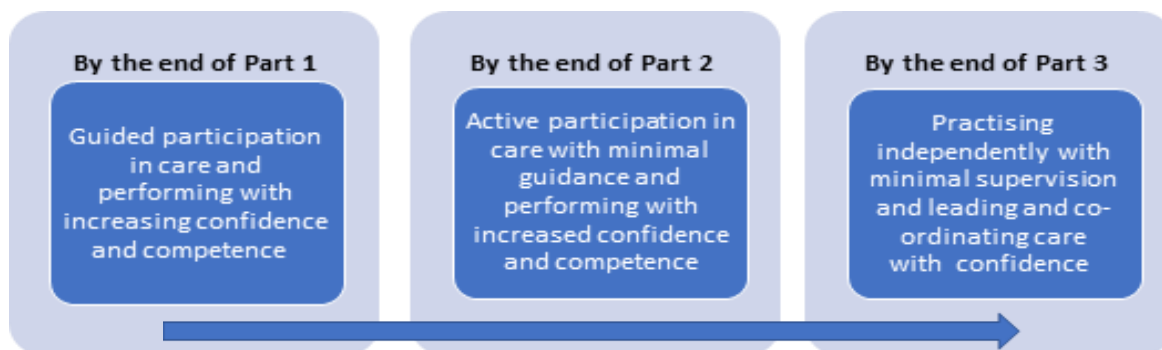 By the end of Part 1
Guided participation
in care and
performing with
increasing confidence
and competence
By the end of Part 2
Active participation in
care with minimal
guidance and
performing with
increased confidence
and competence
By the end of Part 3
Practising
independently with
minimal supervision
and leading and co-
ordinating care
with confidence